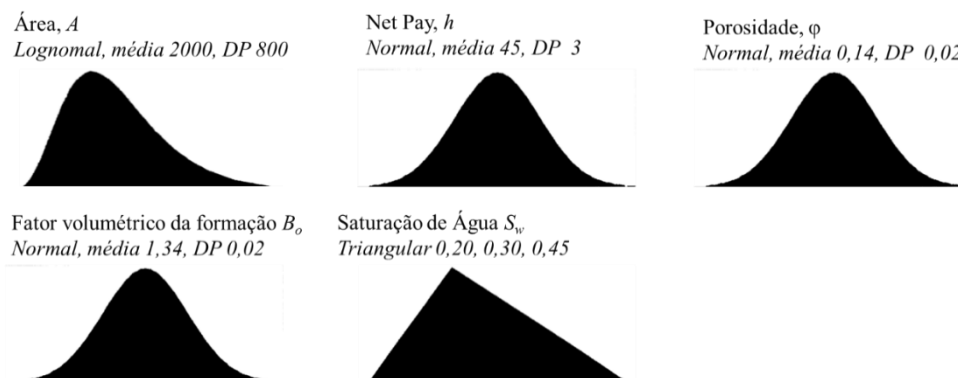 Área, A
Lognomal, média 2000, DP 800
Net Pay, h
Normal, média 45, DP 3
Porosidade, φ
Normal, média 0,14, DP 0,02
Fator volumétrico da formação Bo
Normal, média 1,34, DP 0,02
Saturação de Água Sw
Triangular 0,20, 0,30, 0,45